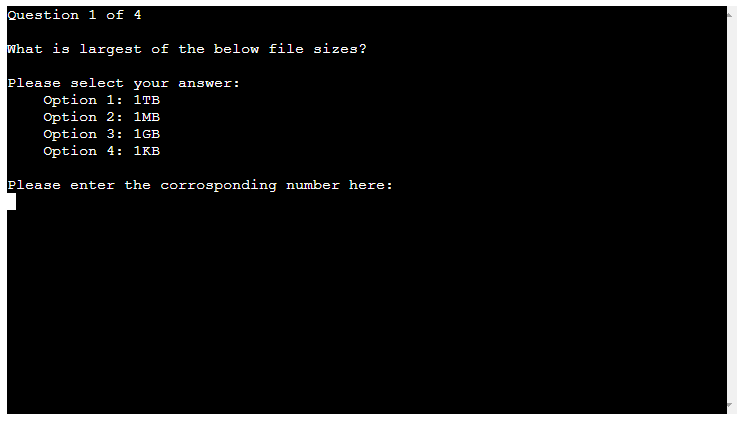 Question 1 of 4
What is largest of the below file sizes?
Please select your answer:
Option 1: 1TB
Option 2: 1MB
Option 3: 1GB
Option 4: 1KB
Please enter the corrosponding number here: